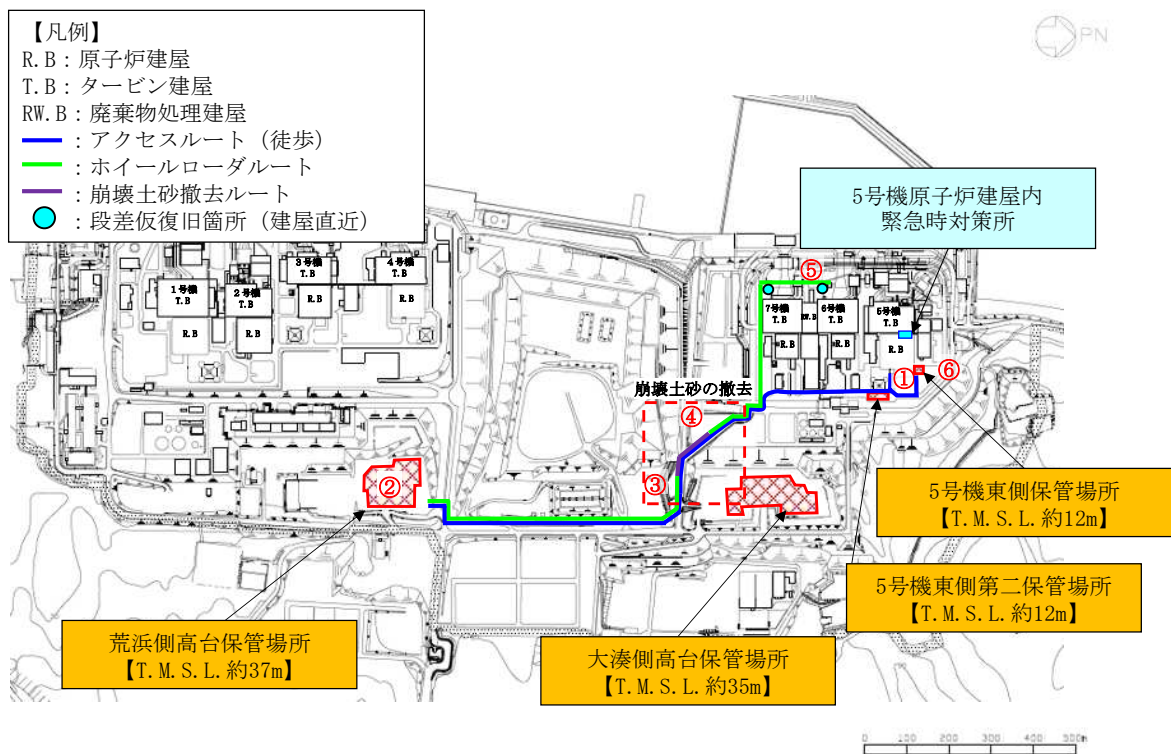 【凡例】
R.B：原子炉建屋
T.B：タービン建屋
RW.B：廃棄物処理建屋
：アクセスルート（徒歩）
：ホイールローダルート
：崩壊土砂撤去ルート
：段差仮復旧箇所（建屋直近）
PN
5号機原子炉建屋内
緊急時対策所
3号機
T.B
4号機
T.B
1号機
T.B
2号機
T.B
R.B
R.B
R.B
R.B
⑤
7号機
T.B
RW.B
6号機
T.B
5号機
T.B
R.B
R.B
R.B
①
⑥
崩壊土砂の撤去
④
②
③
5号機東側保管場所
【T.M.S.L.約12m】
5号機東側第二保管場所
【T.M.S.L.約12m】
荒浜側高台保管場所
【T.M.S.L.約37m】
大湊側高台保管場所
【T.M.S.L.約35m】
0 100 200 300 400 500m